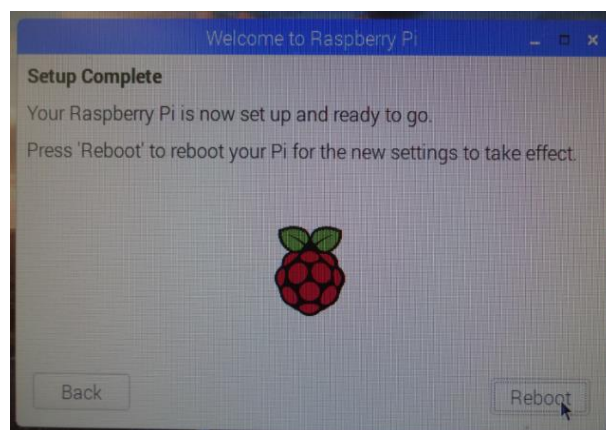 Welcome to Raspberry Pi
Setup Complete
Your Raspberry Pi is now set up and ready to go.
Press 'Reboot' to reboot your Pi for the new settings to take effect.
Back
Reboot